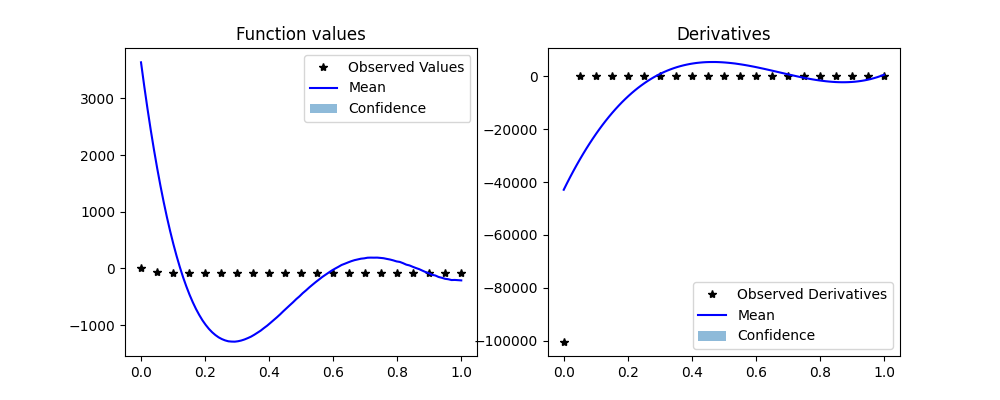 Function values
3000
2000
1000
0
−1000
0.0 0.2 0.4 0.6 0.8 1.0
Observed Values
Mean
Confidence
Derivatives
0
−20000
−40000
−60000
−80000
−100000
0.0 0.2 0.4 0.6 0.8 1.0
Observed Derivatives
Mean
Confidence